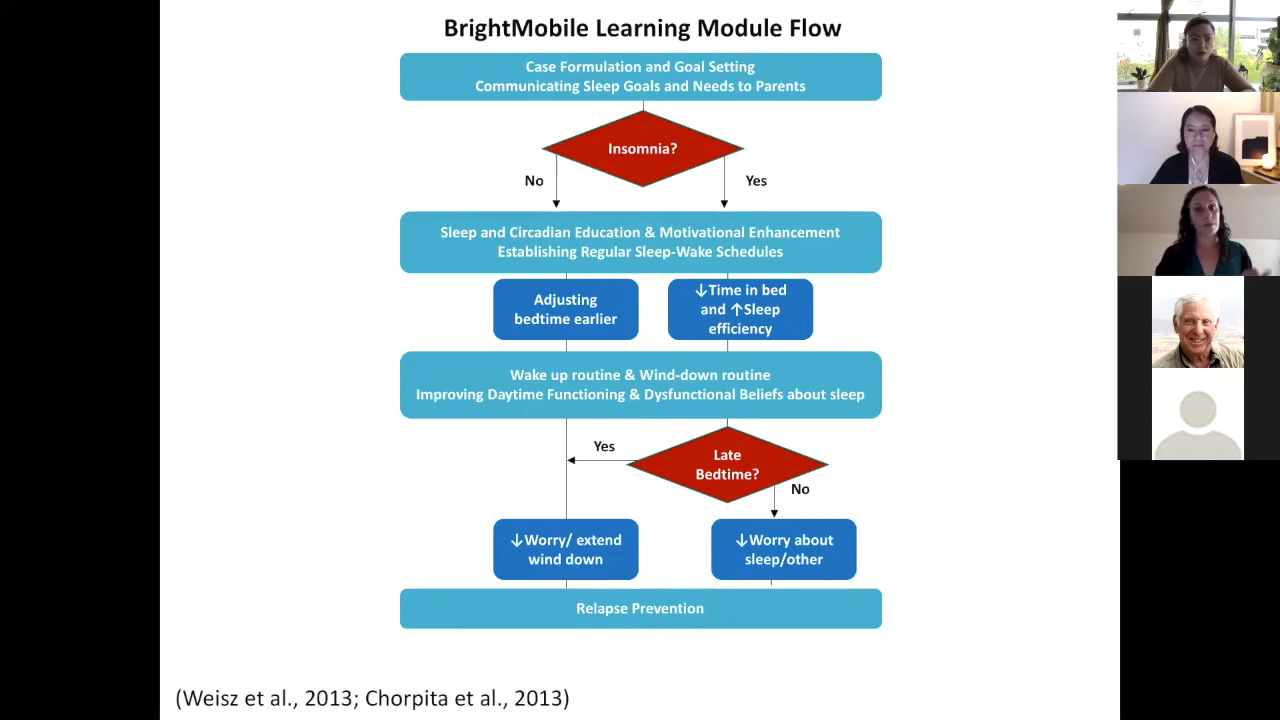 BrightMobile Learning Module Flow
Case Formulation and Goal Setting
Communicating Sleep Goals and Needs to Parents
Insomnia?
No
Yes
Sleep and Circadian Education & Motivational Enhancement
Establishing Regular Sleep-Wake Schedules
Adjusting
bedtime earlier
↓Time in bed
and ↑Sleep
efficiency
Wake up routine & Wind-down routine
Improving Daytime Functioning & Dysfunctional Beliefs about sleep
Yes
Late
Bedtime?
No
↓Worry/ extend
wind down
↓Worry about
sleep/other
Relapse Prevention
(Weisz et al., 2013; Chorpita et al., 2013)